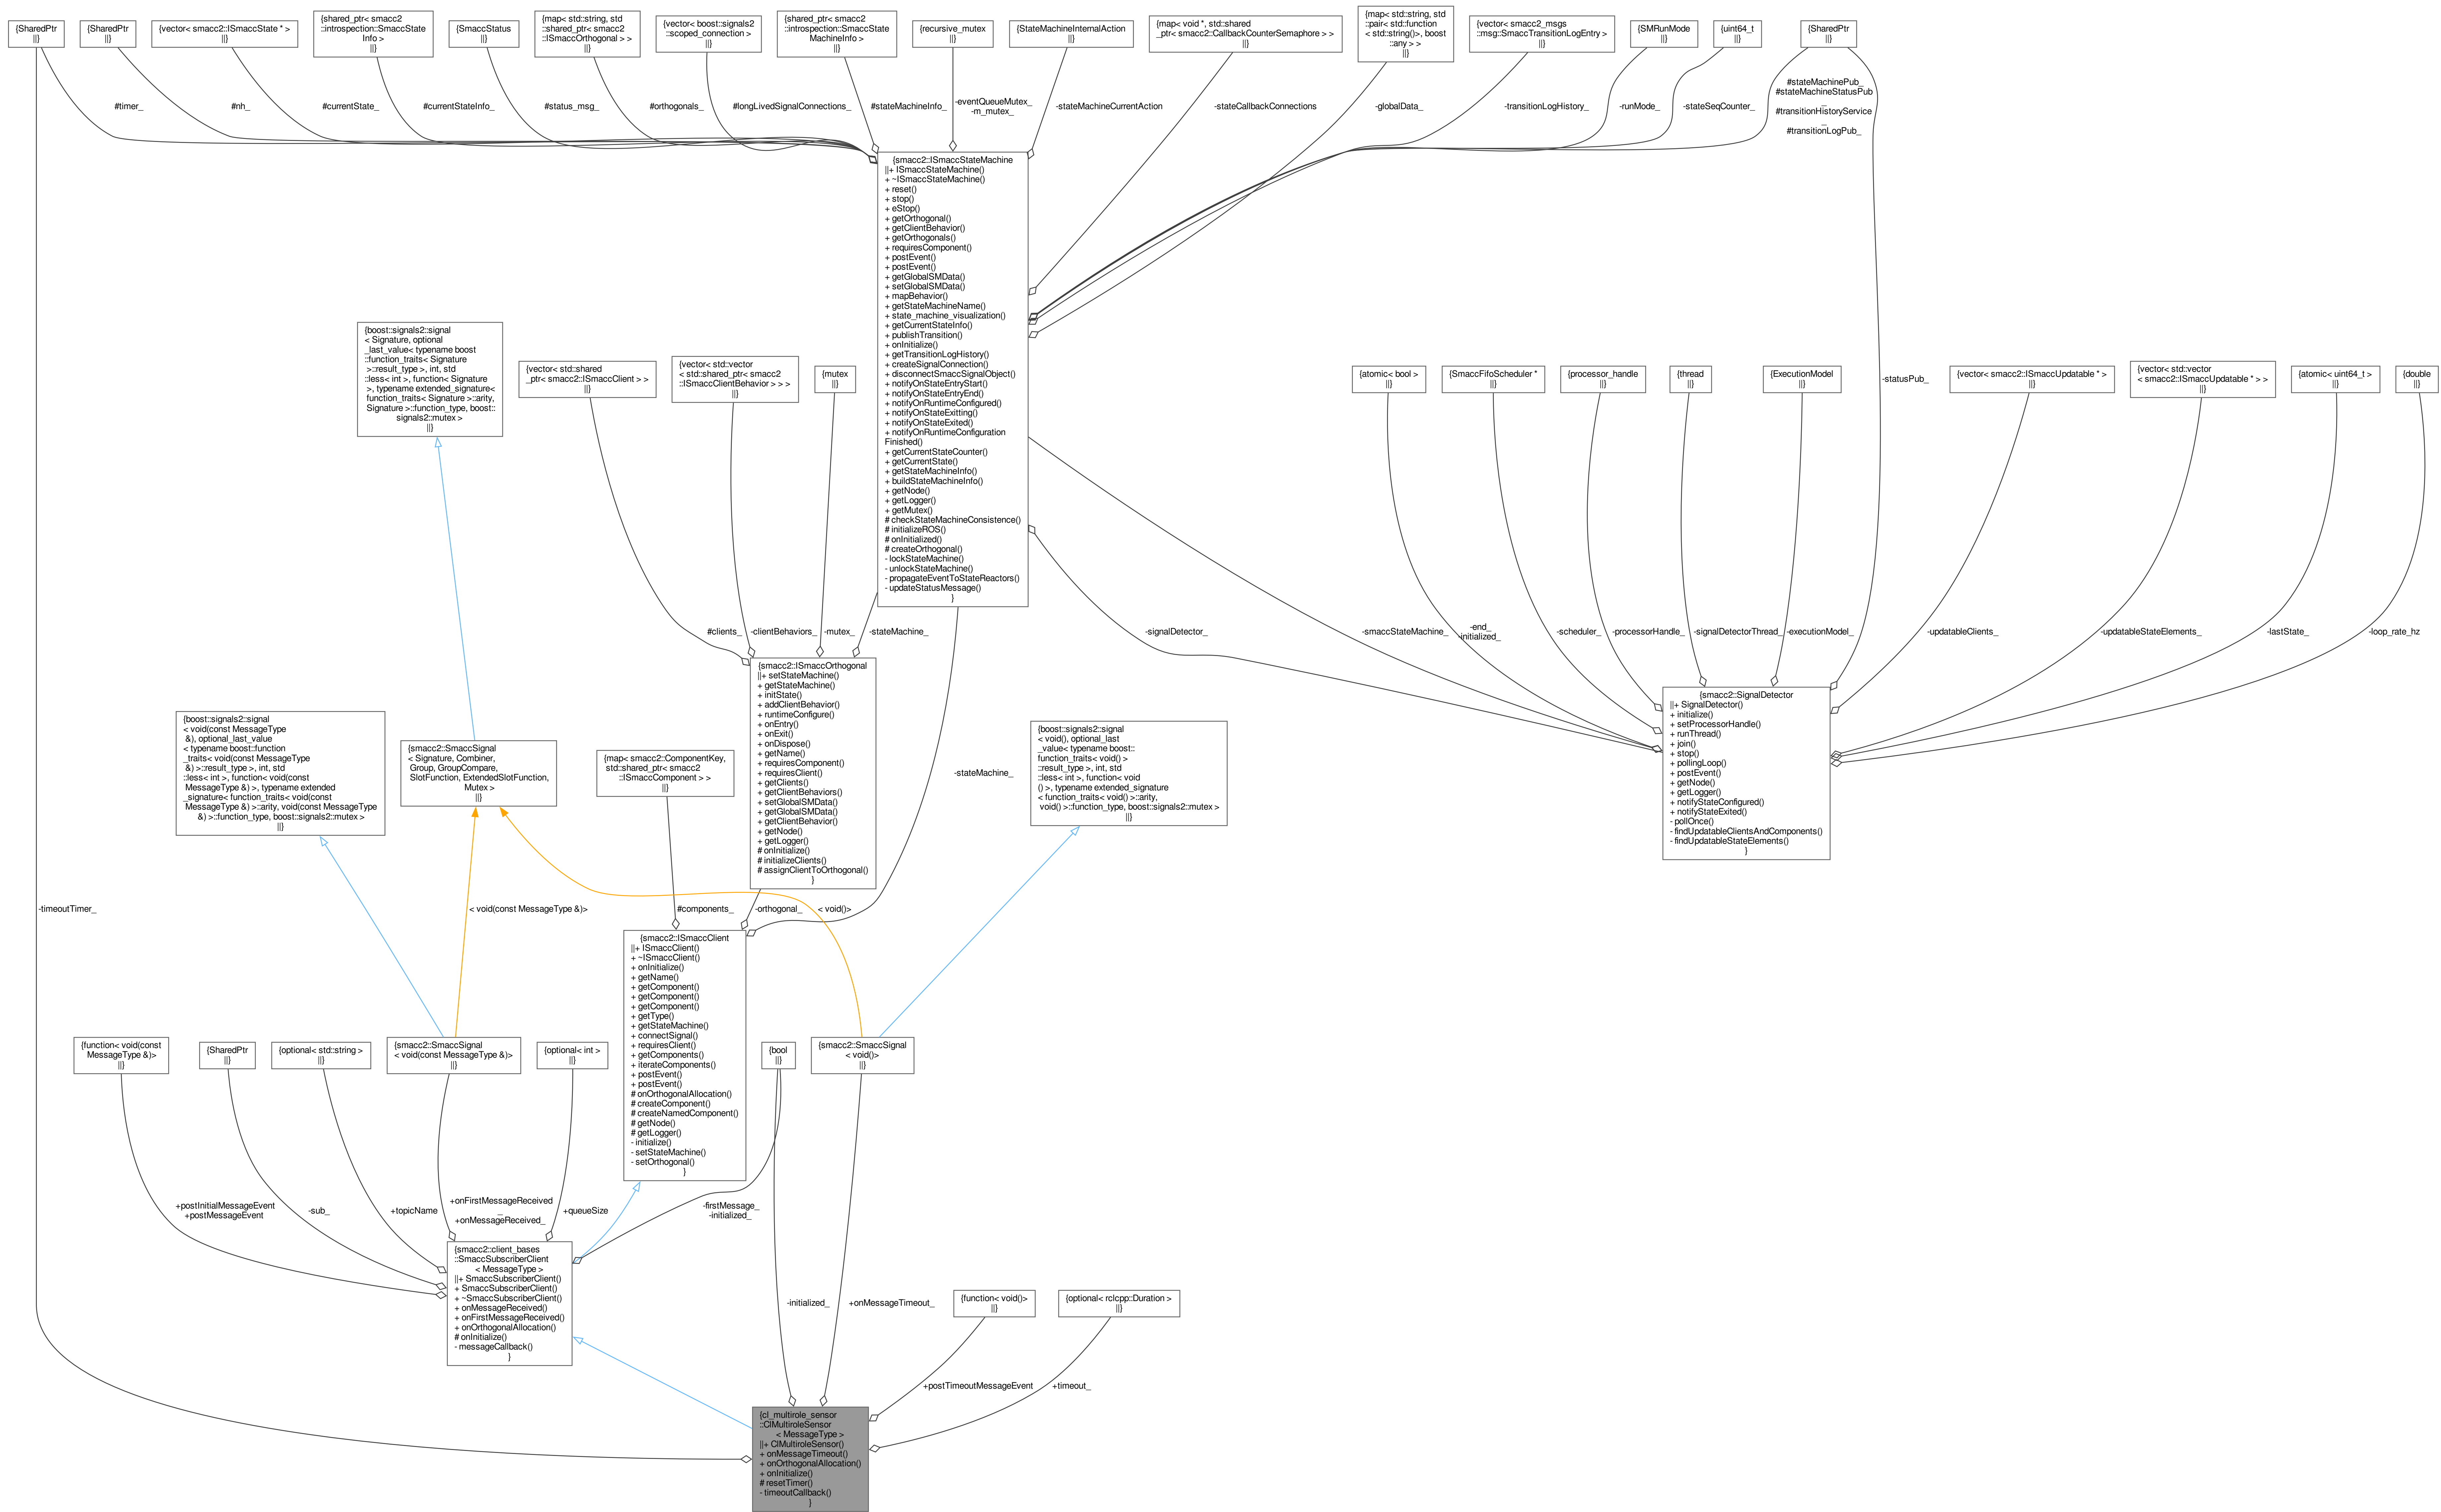 {SharedPtr
||}
{SharedPtr
||}
{vector< smacc2::ISmaccState * >
||}
{shared_ptr< smacc2
::introspection::SmaccState
Info >
||}
{SmaccStatus
||}
{map< std::string, std
::shared_ptr< smacc2
::ISmaccOrthogonal > >
||}
{vector< boost::signals2
::scoped_connection >
||}
{shared_ptr< smacc2
::introspection::SmaccState
MachineInfo >
||}
{recursive_mutex
||}
{StateMachineInternalAction
||}
{map< void *, std::shared
_ptr< smacc2::CallbackCounterSemaphore > >
||}
{map< std::string, std
::pair< std::function
< std::string()>, boost
::any > >
||}
{vector< smacc2_msgs
::msg::SmaccTransitionLogEntry >
||}
{SMRunMode
||}
{uint64_t
||}
{SharedPtr
||}
#timer_
#nh_
#currentState_
#currentStateInfo_
#status_msg_
#orthogonals_
#longLivedSignalConnections_
#stateMachineInfo_
-eventQueueMutex_
-m_mutex_
-stateMachineCurrentAction
-stateCallbackConnections
-globalData_
-transitionLogHistory_
-runMode_
-stateSeqCounter_
#stateMachinePub_
#stateMachineStatusPub
_
#transitionHistoryService
_
#transitionLogPub_
{smacc2::ISmaccStateMachine
||+ ISmaccStateMachine()
+ ~ISmaccStateMachine()
+ reset()
+ stop()
+ eStop()
+ getOrthogonal()
+ getClientBehavior()
+ getOrthogonals()
+ requiresComponent()
+ postEvent()
+ postEvent()
+ getGlobalSMData()
+ setGlobalSMData()
+ mapBehavior()
+ getStateMachineName()
+ state_machine_visualization()
+ getCurrentStateInfo()
+ publishTransition()
+ onInitialize()
+ getTransitionLogHistory()
+ createSignalConnection()
+ disconnectSmaccSignalObject()
+ notifyOnStateEntryStart()
+ notifyOnStateEntryEnd()
+ notifyOnRuntimeConfigured()
+ notifyOnStateExitting()
+ notifyOnStateExited()
+ notifyOnRuntimeConfiguration
Finished()
+ getCurrentStateCounter()
+ getCurrentState()
+ getStateMachineInfo()
+ buildStateMachineInfo()
+ getNode()
+ getLogger()
+ getMutex()
# checkStateMachineConsistence()
# initializeROS()
# onInitialized()
# createOrthogonal()
- lockStateMachine()
- unlockStateMachine()
- propagateEventToStateReactors()
- updateStatusMessage()
}
{boost::signals2::signal
< Signature, optional
_last_value< typename boost
::function_traits< Signature
>::result_type >, int, std
::less< int >, function< Signature
>, typename extended_signature<
function_traits< Signature >::arity,
Signature >::function_type, boost::
signals2::mutex >
||}
{vector< std::shared
_ptr< smacc2::ISmaccClient > >
||}
{vector< std::vector
< std::shared_ptr< smacc2
::ISmaccClientBehavior > > >
||}
{mutex
||}
{atomic< bool >
||}
{SmaccFifoScheduler *
||}
{processor_handle
||}
{thread
||}
{ExecutionModel
||}
-statusPub_
{vector< smacc2::ISmaccUpdatable * >
||}
{vector< std::vector
< smacc2::ISmaccUpdatable * > >
||}
{atomic< uint64_t >
||}
{double
||}
#clients_
-clientBehaviors_
-mutex_
-stateMachine_
-signalDetector_
-smaccStateMachine_
-end_
-initialized_
-scheduler_
-processorHandle_
-signalDetectorThread_
-executionModel_
-updatableClients_
-updatableStateElements_
-lastState_
-loop_rate_hz
{smacc2::ISmaccOrthogonal
||+ setStateMachine()
+ getStateMachine()
+ initState()
+ addClientBehavior()
+ runtimeConfigure()
+ onEntry()
+ onExit()
+ onDispose()
+ getName()
+ requiresComponent()
+ requiresClient()
+ getClients()
+ getClientBehaviors()
+ setGlobalSMData()
+ getGlobalSMData()
+ getClientBehavior()
+ getNode()
+ getLogger()
# onInitialize()
# initializeClients()
# assignClientToOrthogonal()
}
{smacc2::SignalDetector
||+ SignalDetector()
+ initialize()
+ setProcessorHandle()
+ runThread()
+ join()
+ stop()
+ pollingLoop()
+ postEvent()
+ getNode()
+ getLogger()
+ notifyStateConfigured()
+ notifyStateExited()
- pollOnce()
- findUpdatableClientsAndComponents()
- findUpdatableStateElements()
}
{boost::signals2::signal
< void(const MessageType
&), optional_last_value
< typename boost::function
_traits< void(const MessageType
&) >::result_type >, int, std
::less< int >, function< void(const
MessageType &) >, typename extended
_signature< function_traits< void(const
MessageType &) >::arity, void(const MessageType
&) >::function_type, boost::signals2::mutex >
||}
{smacc2::SmaccSignal
< Signature, Combiner,
Group, GroupCompare,
SlotFunction, ExtendedSlotFunction,
Mutex >
||}
{map< smacc2::ComponentKey,
std::shared_ptr< smacc2
::ISmaccComponent > >
||}
-stateMachine_
{boost::signals2::signal
< void(), optional_last
_value< typename boost::
function_traits< void() >
::result_type >, int, std
::less< int >, function< void
() >, typename extended_signature
< function_traits< void() >::arity,
void() >::function_type, boost::signals2::mutex >
||}
-timeoutTimer_
< void(const MessageType &)>
#components_
-orthogonal_
< void()>
{smacc2::ISmaccClient
||+ ISmaccClient()
+ ~ISmaccClient()
+ onInitialize()
+ getName()
+ getComponent()
+ getComponent()
+ getComponent()
+ getType()
+ getStateMachine()
+ connectSignal()
+ requiresClient()
+ getComponents()
+ iterateComponents()
+ postEvent()
+ postEvent()
# onOrthogonalAllocation()
# createComponent()
# createNamedComponent()
# getNode()
# getLogger()
- initialize()
- setStateMachine()
- setOrthogonal()
}
{function< void(const
MessageType &)>
||}
{SharedPtr
||}
{optional< std::string >
||}
{smacc2::SmaccSignal
< void(const MessageType &)>
||}
{optional< int >
||}
{bool
||}
{smacc2::SmaccSignal
< void()>
||}
+postInitialMessageEvent
+postMessageEvent
-sub_
+topicName
+onFirstMessageReceived
_
+onMessageReceived_
+queueSize
-firstMessage_
-initialized_
{smacc2::client_bases
::SmaccSubscriberClient
< MessageType >
||+ SmaccSubscriberClient()
+ SmaccSubscriberClient()
+ ~SmaccSubscriberClient()
+ onMessageReceived()
+ onFirstMessageReceived()
+ onOrthogonalAllocation()
# onInitialize()
- messageCallback()
}
-initialized_
+onMessageTimeout_
{function< void()>
||}
{optional< rclcpp::Duration >
||}
+postTimeoutMessageEvent
+timeout_
{cl_multirole_sensor
::ClMultiroleSensor
< MessageType >
||+ ClMultiroleSensor()
+ onMessageTimeout()
+ onOrthogonalAllocation()
+ onInitialize()
# resetTimer()
- timeoutCallback()
}